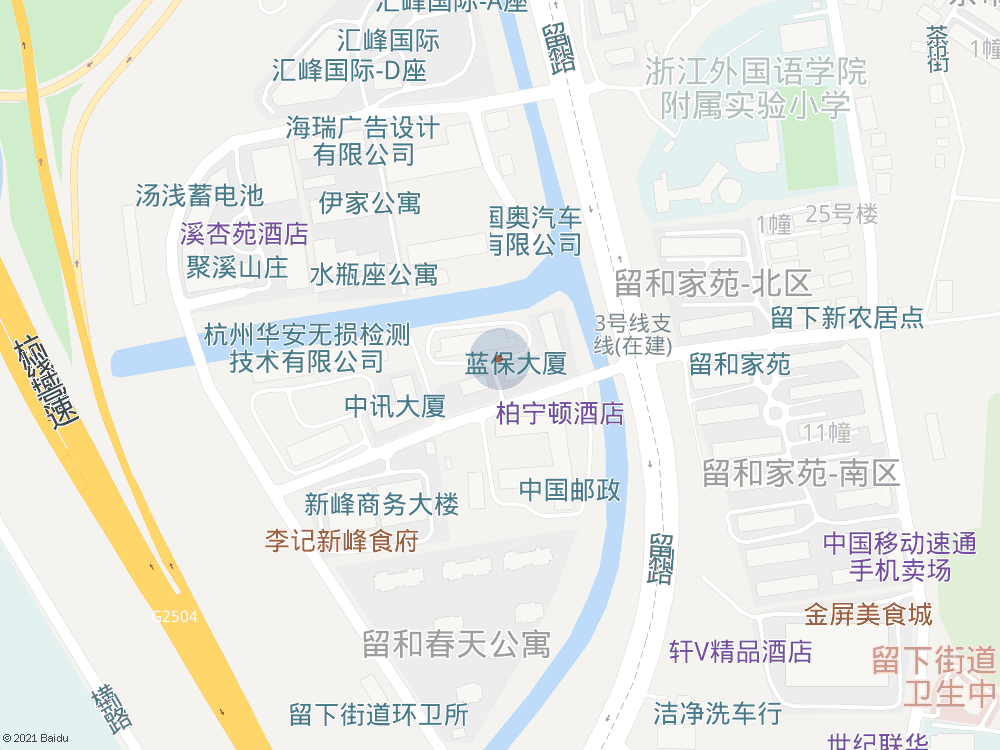 汇峰国际-A座
汇峰国际
汇峰国际-D座
留和路
茶市街
1幢
浙江外国语学院
附属实验小学
海瑞广告设计
有限公司
汤浅蓄电池
伊家公寓
溪杏苑酒店
国奥汽车
有限公司
1幢
25号楼
聚溪山庄
水瓶座公寓
留和家苑-北区
杭州华安无损检测
技术有限公司
3号线支
线(在建)
留下新农居点
蓝保大厦
留和家苑
中讯大厦
柏宁顿酒店
11幢
留和家苑-南区
中国邮政
新峰商务大楼
李记新峰食府
留和路
中国移动速通
手机卖场
G2504
金屏美食城
留和春天公寓
轩V精品酒店
留下街道
卫生中
留下街道环卫所
洁净洗车行
世纪联华
© 2021 Baidu